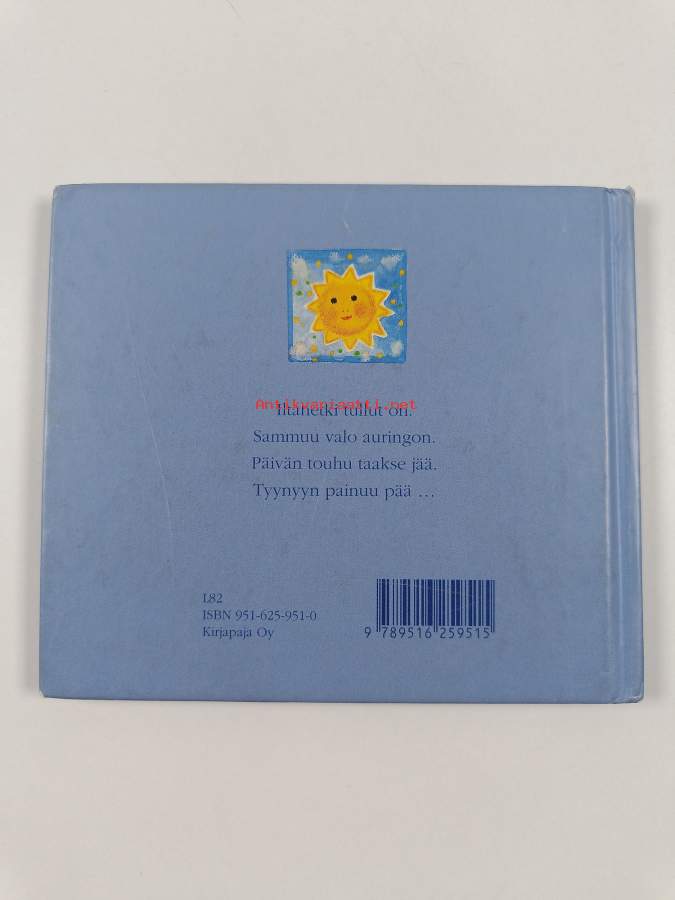 Antikvariaatti.net
Iltahetki tullut on.
Sammuu valo auringon.
Päivän touhu taakse jää.
Tyynyyn painuu pää ...
L82
ISBN 951-625-951-0
Kirjapaja Oy
9 789516 259515